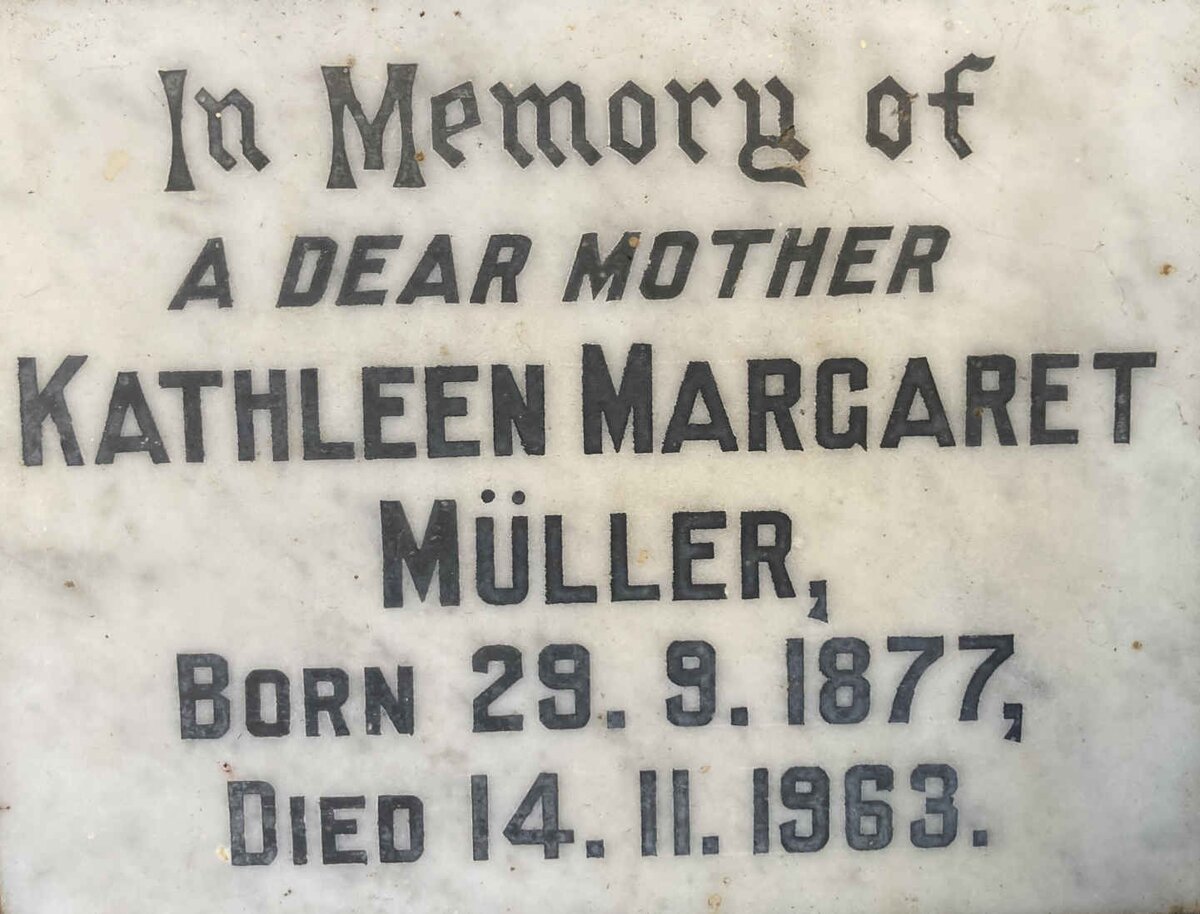 In Memory of
A DEAR MOTHER
KATHLEEN MARGARET
MÜLLER,
BORN 29. 9. 1877,
DIED 14. 11. 1963.